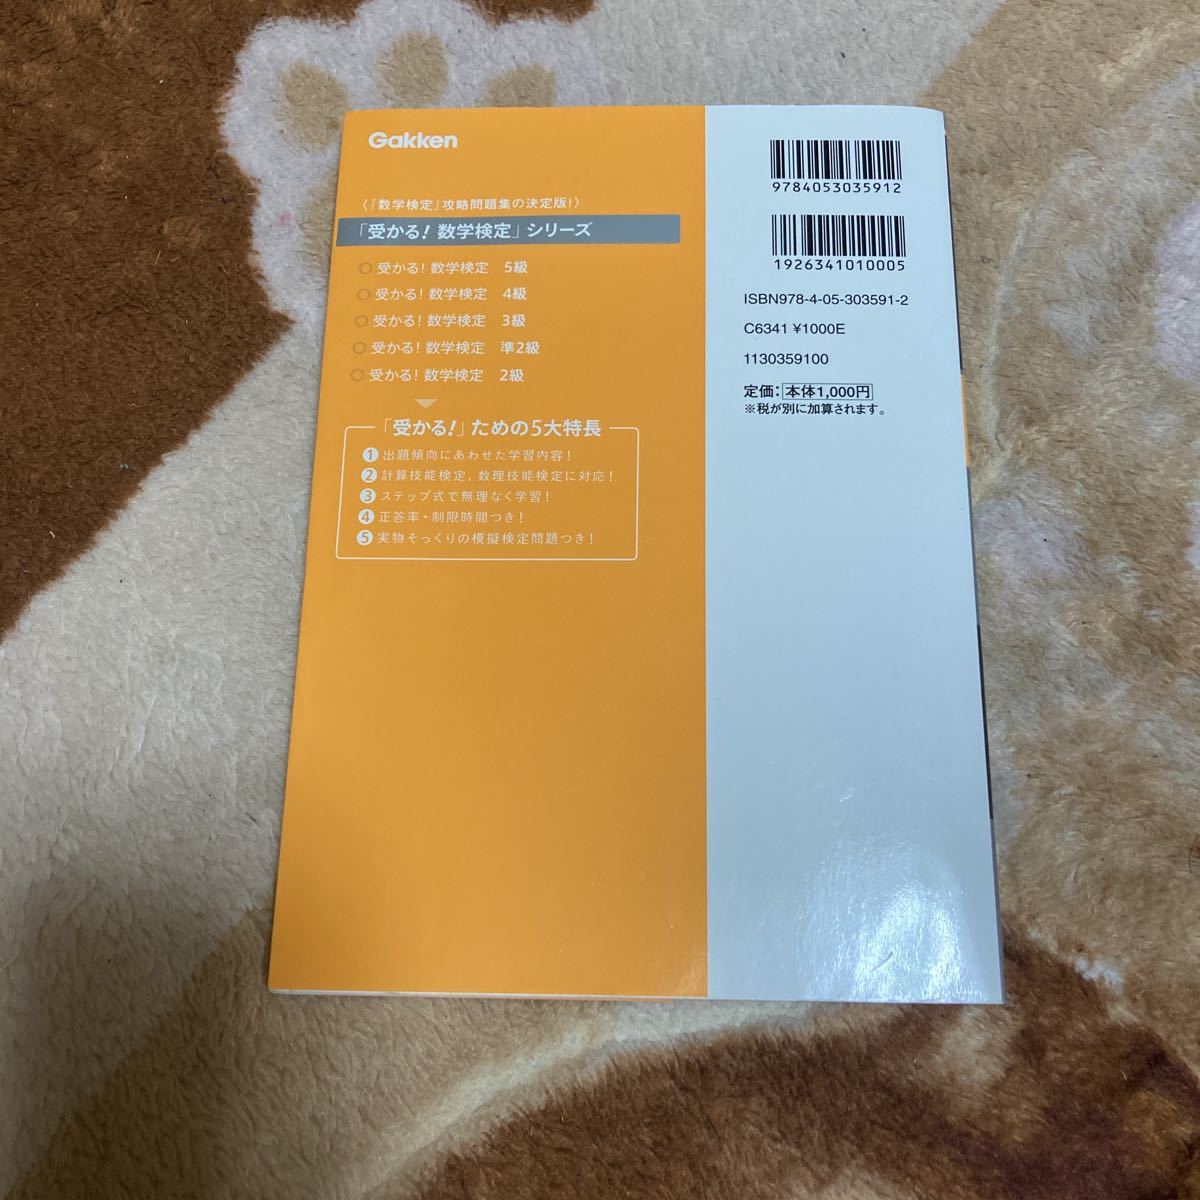 Gakken
〈『数学検定』攻略問題集の決定版!〉
「受かる! 数学検定」シリーズ
○ 受かる! 数学検定 5級
○ 受かる! 数学検定 4級
○ 受かる! 数学検定 3級
○ 受かる! 数学検定 準2級
○ 受かる! 数学検定 2級
「受かる!」ための5大特長
1 出題傾向にあわせた学習内容!
2 計算技能検定,数理技能検定に対応!
3 ステップ式で無理なく学習!
4 正答率・制限時間つき!
5 実物そっくりの模擬検定問題つき!
9784053035912
1926341010005
ISBN978-4-05-303591-2
C6341 ¥1000E
1130359100
定価:本体1,000円
※税が別に加算されます。